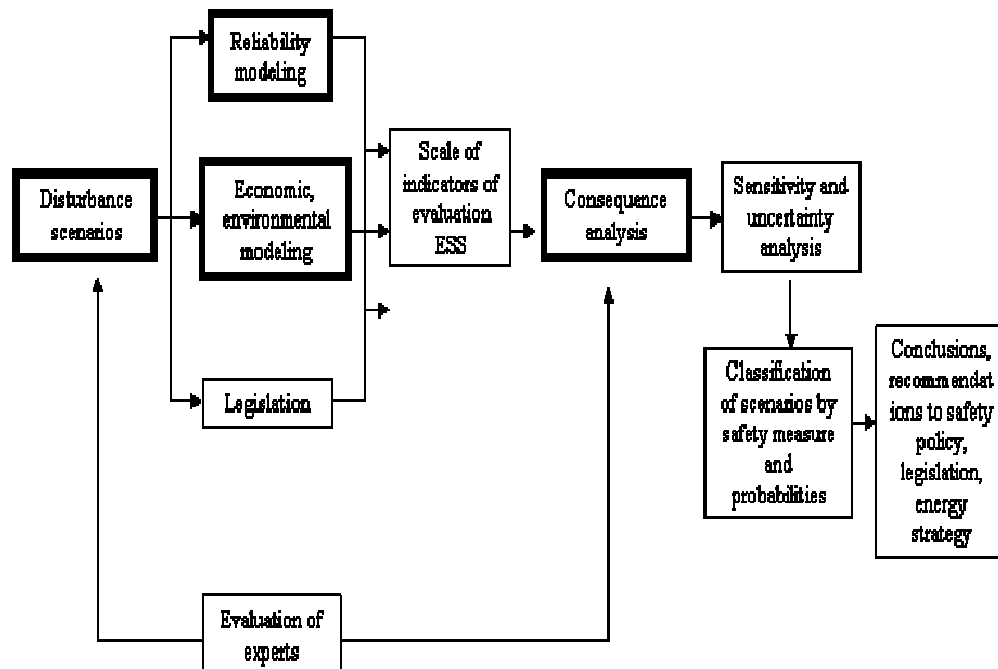 Reliability
modeling
Disturbance
scenarios
Economic,
environmental
modeling
Legislation
Scale of
indicators of
evaluation
ESS
Consequence
analysis
Sensitivity and
uncertainty
analysis
Classification
of scenarios by
safety measure
and
probabilities
Conclusions,
recommendat
ions to safety
policy,
legislation,
energy
strategy
Evaluation of
experts